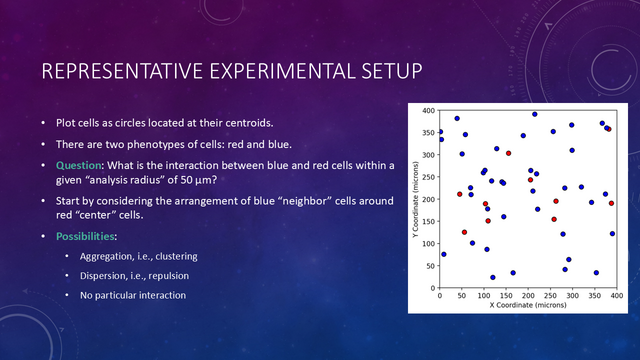 REPRESENTATIVE EXPERIMENTAL SETUP
• Plot cells as circles located at their centroids.
• There are two phenotypes of cells: red and blue.
• Question: What is the interaction between blue and red cells within a
given “analysis radius” of 50 μm?
• Start by considering the arrangement of blue “neighbor” cells around
red “center” cells.
• Possibilities:
• Aggregation, i.e., clustering
• Dispersion, i.e., repulsion
• No particular interaction
Y Coordinate (microns)
400
350
300
250
200
150
100
50
0
0 50 100 150 200 250 300 350 400
X Coordinate (microns)